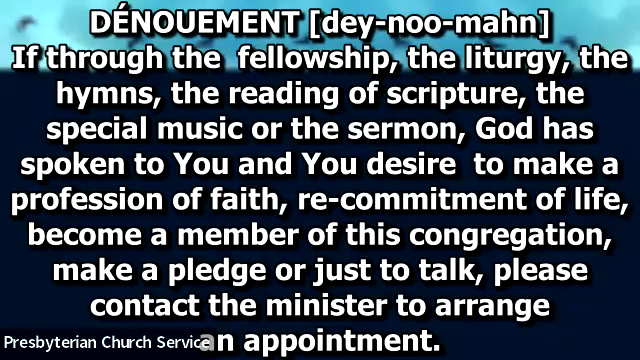 DÉNOUEMENT [dey-noo-mahn]
If through the fellowship, the liturgy, the
hymns, the reading of scripture, the
special music or the sermon, God has
spoken to You and You desire to make a
profession of faith, re-commitment of life,
become a member of this congregation,
make a pledge or just to talk, please
contact the minister to arrange
an appointment.
Presbyterian Church Service